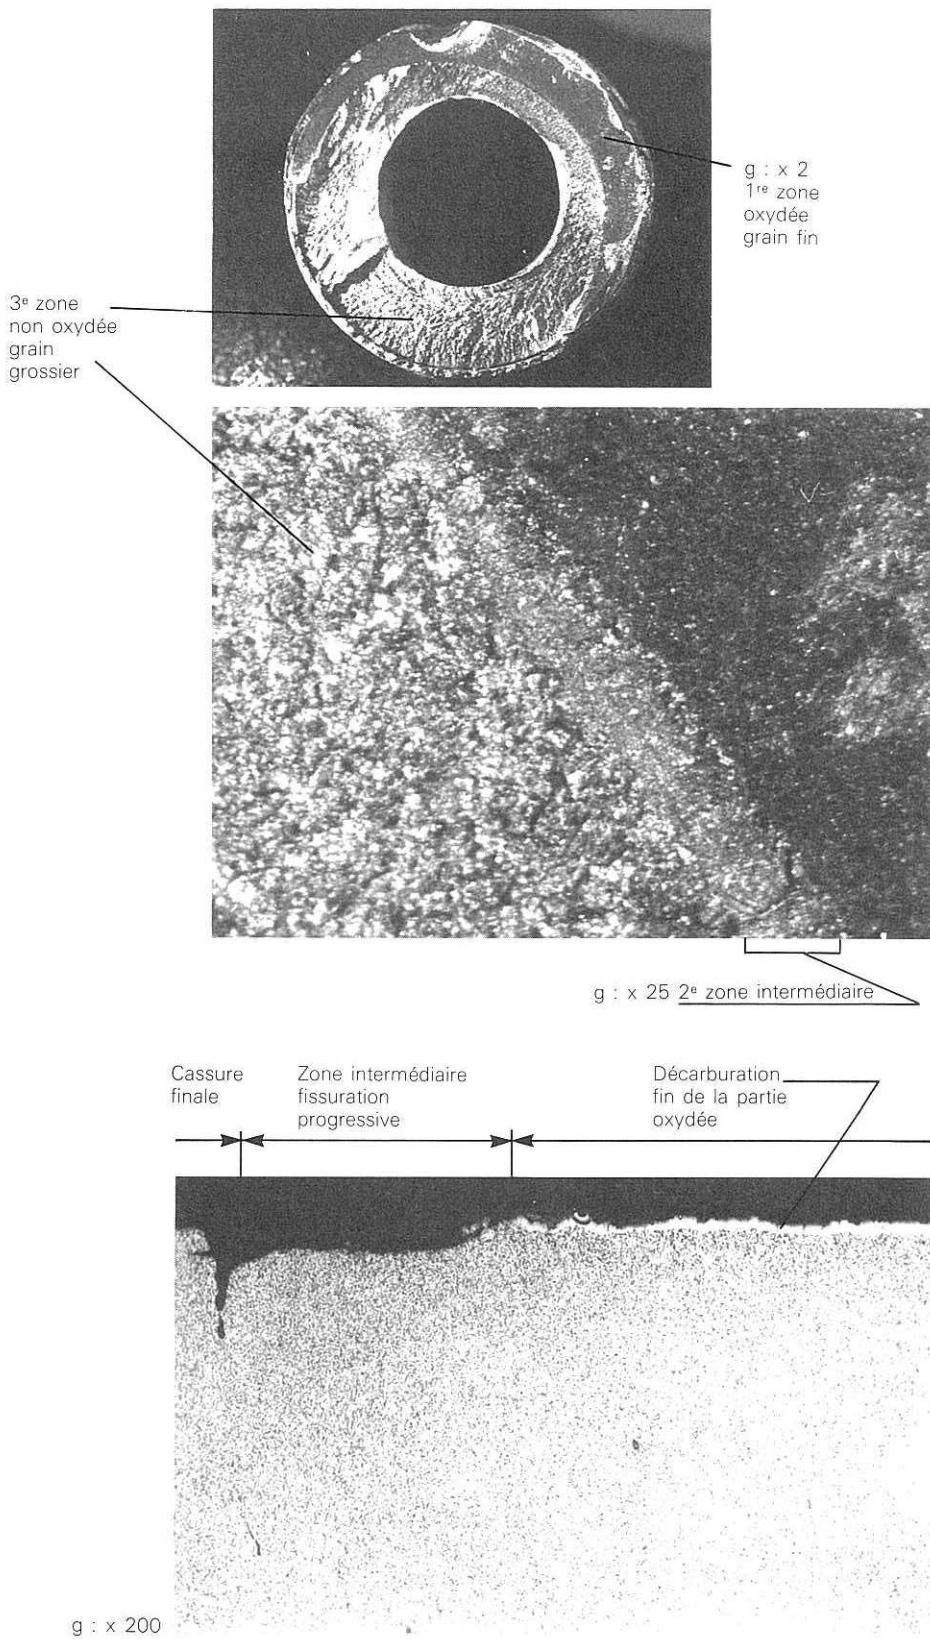 g : x 2
1re zone
oxydée
grain fin
3e zone
non oxydée
grain
grossier
g : x 25 2e zone intermédiaire
Cassure
finale
Zone intermédiaire
fissuration
progressive
Décarburation
fin de la partie
oxydée
g : x 200